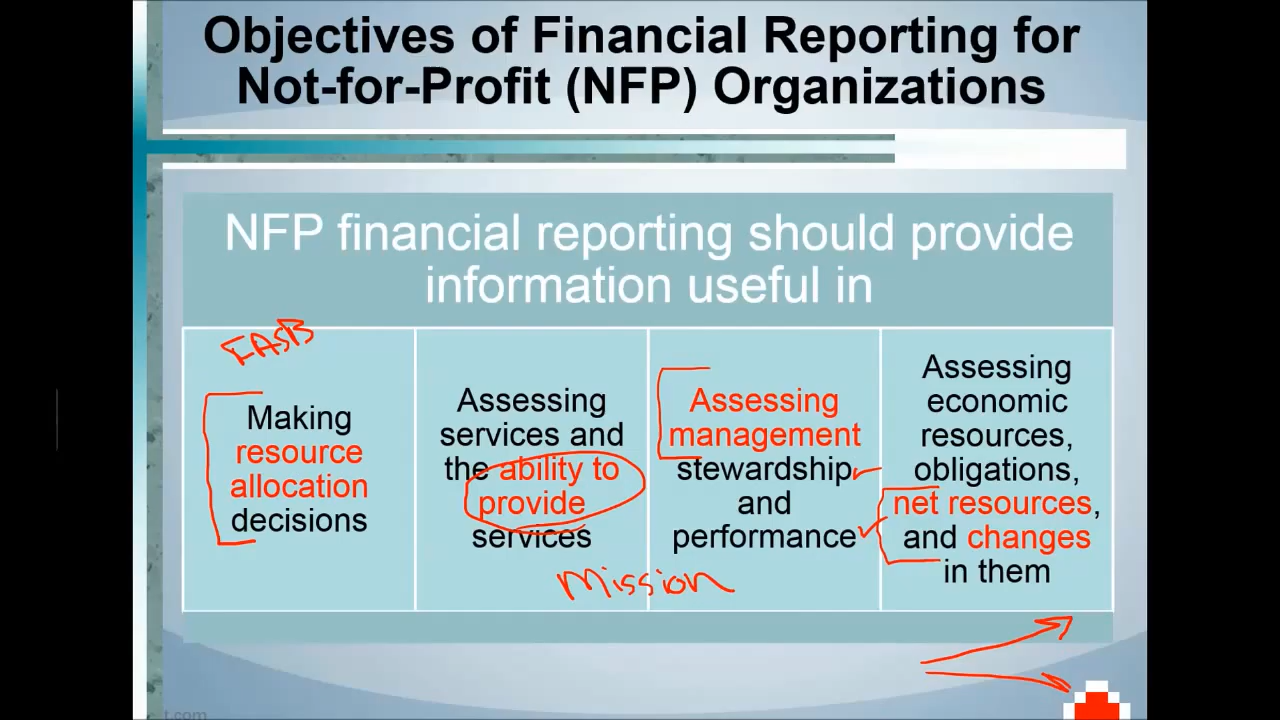 Objectives of Financial Reporting for
Not-for-Profit (NFP) Organizations
NFP financial reporting should provide
information useful in
FASB
Making
resource
allocation
decisions
Assessing
services and
the ability to
provide
services
Assessing
management
stewardship
and
performance
Assessing
economic
resources,
obligations,
net resources,
and changes
in them
Mission
t.com